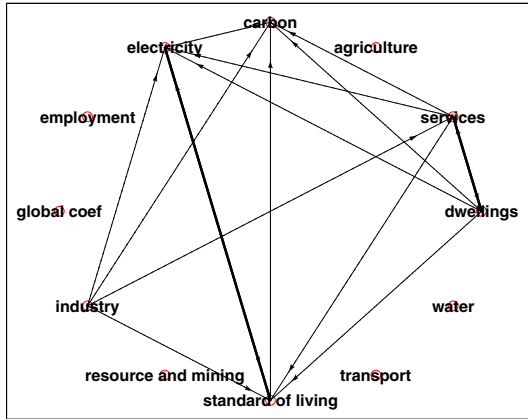 carbon
electricity
agriculture
employment
services
global coef
dwellings
industry
water
resource and mining
transport
standard of living